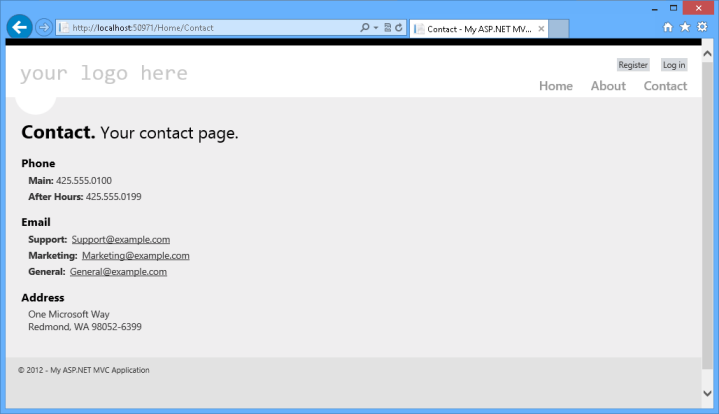 http://localhost:50971/Home/Contact
Contact - My ASP.NET MV...
your logo here
Register Log in
Home About Contact
Contact. Your contact page.
Phone
Main: 425.555.0100
After Hours: 425.555.0199
Email
Support: Support@example.com
Marketing: Marketing@example.com
General: General@example.com
Address
One Microsoft Way
Redmond, WA 98052-6399
© 2012 - My ASP.NET MVC Application